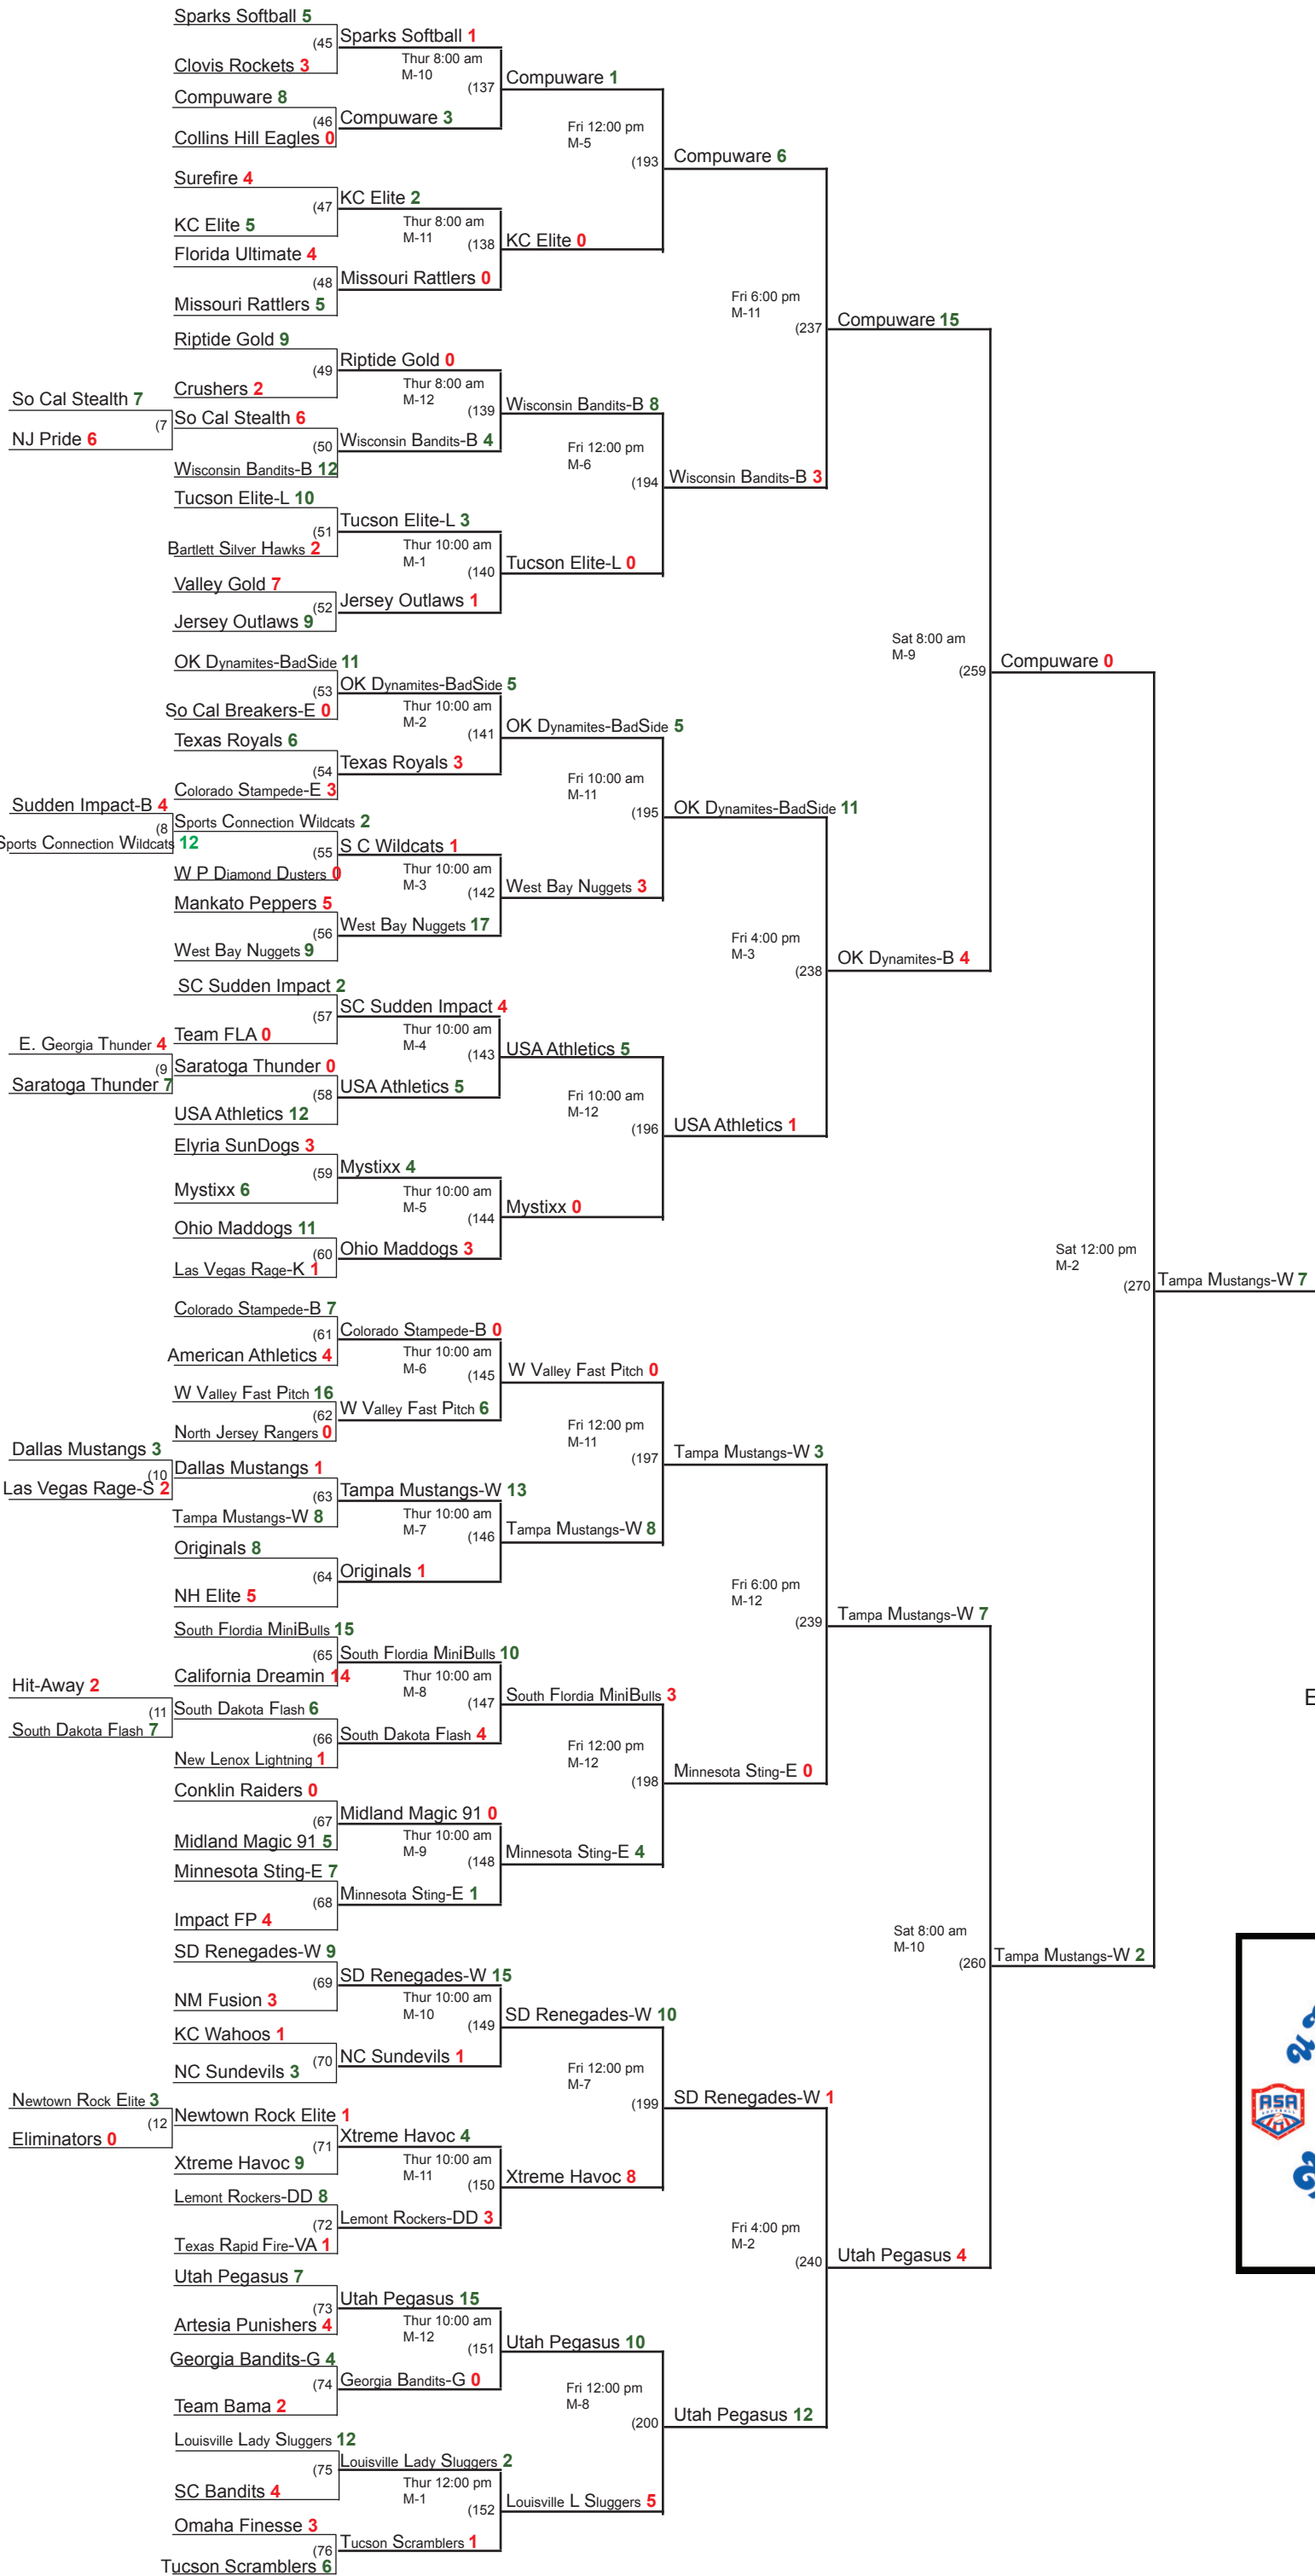 Sparks Softball 5
(45
Sparks Softball 1
Clovis Rockets 3
Thur 8:00 am
M-10
(137
Compuware 1
Compuware 8
(46
Compuware 3
Collins Hill Eagles 0
Fri 12:00 pm
M-5
(193
Compuware 6
Surefire 4
(47
KC Elite 2
KC Elite 5
Thur 8:00 am
M-11
(138
KC Elite 0
Florida Ultimate 4
(48
Missouri Rattlers 0
Missouri Rattlers 5
Fri 6:00 pm
M-11
(237
Compuware 15
Riptide Gold 9
(49
Riptide Gold 0
Crushers 2
Thur 8:00 am
M-12
(139
Wisconsin Bandits-B 8
So Cal Stealth 7
(7
NJ Pride 6
So Cal Stealth 6
(50
Wisconsin Bandits-B 4
Wisconsin Bandits-B 12
Fri 12:00 pm
M-6
(194
Wisconsin Bandits-B 3
Tucson Elite-L 10
(51
Tucson Elite-L 3
Bartlett Silver Hawks 2
Thur 10:00 am
M-1
(140
Tucson Elite-L 0
Valley Gold 7
(52
Jersey Outlaws 1
Jersey Outlaws 9
Sat 8:00 am
M-9
(259
Compuware 0
OK Dynamites-BadSide 11
(53
OK Dynamites-BadSide 5
So Cal Breakers-E 0
Thur 10:00 am
M-2
(141
OK Dynamites-BadSide 5
Texas Royals 6
(54
Texas Royals 3
Colorado Stampede-E 3
Fri 10:00 am
M-11
(195
OK Dynamites-BadSide 11
Sudden Impact-B 4
(8
Sports Connection Wildcats 12
Sports Connection Wildcats 2
(55
S C Wildcats 1
W P Diamond Dusters 0
Thur 10:00 am
M-3
(142
West Bay Nuggets 3
Mankato Peppers 5
(56
West Bay Nuggets 17
West Bay Nuggets 9
Fri 4:00 pm
M-3
(238
OK Dynamites-B 4
SC Sudden Impact 2
(57
SC Sudden Impact 4
Team FLA 0
Thur 10:00 am
M-4
(143
USA Athletics 5
E. Georgia Thunder 4
(9
Saratoga Thunder 7
Saratoga Thunder 0
(58
USA Athletics 5
USA Athletics 12
Fri 10:00 am
M-12
(196
USA Athletics 1
Elyria SunDogs 3
(59
Mystixx 4
Mystixx 6
Thur 10:00 am
M-5
(144
Mystixx 0
Ohio Maddogs 11
(60
Ohio Maddogs 3
Las Vegas Rage-K 1
Sat 12:00 pm
M-2
(270
Tampa Mustangs-W 7
Colorado Stampede-B 7
(61
Colorado Stampede-B 0
American Athletics 4
Thur 10:00 am
M-6
(145
W Valley Fast Pitch 0
W Valley Fast Pitch 16
(62
W Valley Fast Pitch 6
North Jersey Rangers 0
Fri 12:00 pm
M-11
(197
Tampa Mustangs-W 3
Dallas Mustangs 3
(10
Las Vegas Rage-S 2
Dallas Mustangs 1
(63
Tampa Mustangs-W 13
Tampa Mustangs-W 8
Thur 10:00 am
M-7
(146
Tampa Mustangs-W 8
Originals 8
(64
Originals 1
NH Elite 5
Fri 6:00 pm
M-12
(239
Tampa Mustangs-W 7
South Flordia MiniBulls 15
(65
South Flordia MiniBulls 10
California Dreamin 14
Thur 10:00 am
M-8
(147
South Flordia MiniBulls 3
Hit-Away 2
(11
South Dakota Flash 7
South Dakota Flash 6
(66
South Dakota Flash 4
New Lenox Lightning 1
Fri 12:00 pm
M-12
(198
Minnesota Sting-E 0
E
Conklin Raiders 0
(67
Midland Magic 91 0
Midland Magic 91 5
Thur 10:00 am
M-9
(148
Minnesota Sting-E 4
Minnesota Sting-E 7
(68
Minnesota Sting-E 1
Impact FP 4
Sat 8:00 am
M-10
(260
Tampa Mustangs-W 2
SD Renegades-W 9
(69
SD Renegades-W 15
NM Fusion 3
Thur 10:00 am
M-10
(149
SD Renegades-W 10
KC Wahoos 1
(70
NC Sundevils 1
NC Sundevils 3
Fri 12:00 pm
M-7
(199
SD Renegades-W 1
Newtown Rock Elite 3
(12
Eliminators 0
Newtown Rock Elite 1
(71
Xtreme Havoc 4
Xtreme Havoc 9
Thur 10:00 am
M-11
(150
Xtreme Havoc 8
Lemont Rockers-DD 8
(72
Lemont Rockers-DD 3
Texas Rapid Fire-VA 1
Fri 4:00 pm
M-2
(240
Utah Pegasus 4
Utah Pegasus 7
(73
Utah Pegasus 15
Artesia Punishers 4
Thur 10:00 am
M-12
(151
Utah Pegasus 10
Georgia Bandits-G 4
(74
Georgia Bandits-G 0
Team Bama 2
Fri 12:00 pm
M-8
(200
Utah Pegasus 12
Louisville Lady Sluggers 12
(75
Louisville Lady Sluggers 2
SC Bandits 4
Thur 12:00 pm
M-1
(152
Louisville L Sluggers 5
Omaha Finesse 3
(76
Tucson Scramblers 1
Tucson Scramblers 6
ASA